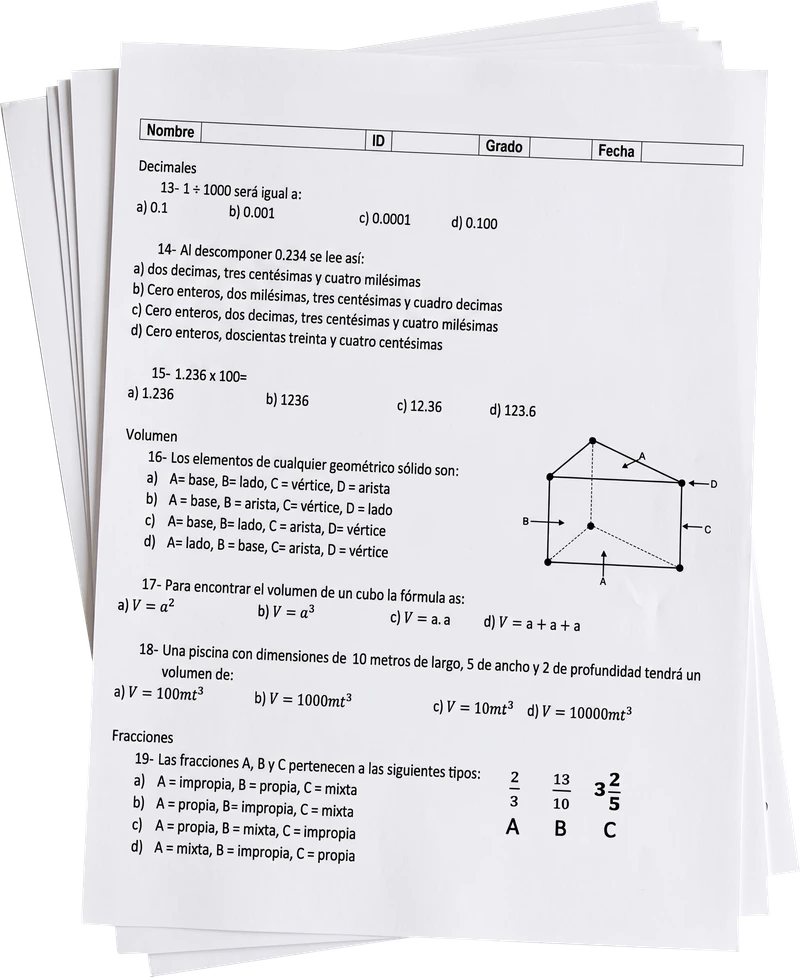 Nombre ID Grado Fecha
Decimales
13- 1 ÷ 1000 será igual a:
a) 0.1 b) 0.001 c) 0.0001 d) 0.100
14- Al descomponer 0.234 se lee así:
a) dos decimas, tres centésimas y cuatro milésimas
b) Cero enteros, dos milésimas, tres centésimas y cuadro decimas
c) Cero enteros, dos decimas, tres centésimas y cuatro milésimas
d) Cero enteros, doscientas treinta y cuatro centésimas
15- 1.236 x 100=
a) 1.236 b) 1236 c) 12.36 d) 123.6
Volumen
16- Los elementos de cualquier geométrico sólido son:
a) A= base, B= lado, C = vértice, D = arista
b) A = base, B = arista, C= vértice, D = lado
c) A= base, B= lado, C = arista, D= vértice
d) A= lado, B = base, C= arista, D = vértice
A
D
B
C
A
17- Para encontrar el volumen de un cubo la fórmula as:
a) V = a² b) V = a³ c) V = a. a d) V = a + a + a
18- Una piscina con dimensiones de 10 metros de largo, 5 de ancho y 2 de profundidad tendrá un
volumen de:
a) V = 100mt³ b) V = 1000mt³ c) V = 10mt³ d) V = 10000mt³
Fracciones
19- Las fracciones A, B y C pertenecen a las siguientes tipos:
a) A = impropia, B = propia, C = mixta
b) A = propia, B= impropia, C = mixta
c) A = propia, B = mixta, C = impropia
d) A = mixta, B = impropia, C = propia
2/3 13/10 3 2/5
A B C